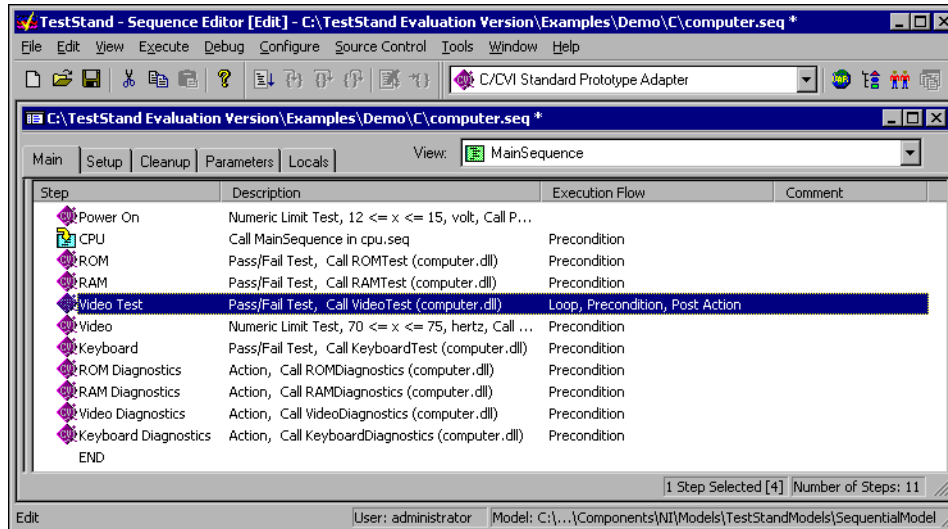 TestStand - Sequence Editor [Edit] - C:\TestStand Evaluation Version\Examples\Demo\C\computer.seq *
File Edit View Execute Debug Configure Source Control Tools Window Help
C/CVI Standard Prototype Adapter
C:\TestStand Evaluation Version\Examples\Demo\C\computer.seq *
Main Setup Cleanup Parameters Locals View: MainSequence
Step Description Execution Flow Comment
Power On Numeric Limit Test, 12 <= x <= 15, volt, Call P...
CPU Call MainSequence in cpu.seq Precondition
ROM Pass/Fail Test, Call ROMTest (computer.dll) Precondition
RAM Pass/Fail Test, Call RAMTest (computer.dll) Precondition
Video Test Pass/Fail Test, Call VideoTest (computer.dll) Loop, Precondition, Post Action
Video Numeric Limit Test, 70 <= x <= 75, hertz, Call ... Precondition
Keyboard Pass/Fail Test, Call KeyboardTest (computer.dll) Precondition
ROM Diagnostics Action, Call ROMDiagnostics (computer.dll) Precondition
RAM Diagnostics Action, Call RAMDiagnostics (computer.dll) Precondition
Video Diagnostics Action, Call VideoDiagnostics (computer.dll) Precondition
Keyboard Diagnostics Action, Call KeyboardDiagnostics (computer.dll) Precondition
END
1 Step Selected [4] Number of Steps: 11
Edit User: administrator Model: C:\...\Components\NI\Models\TestStandModels\SequentialModel